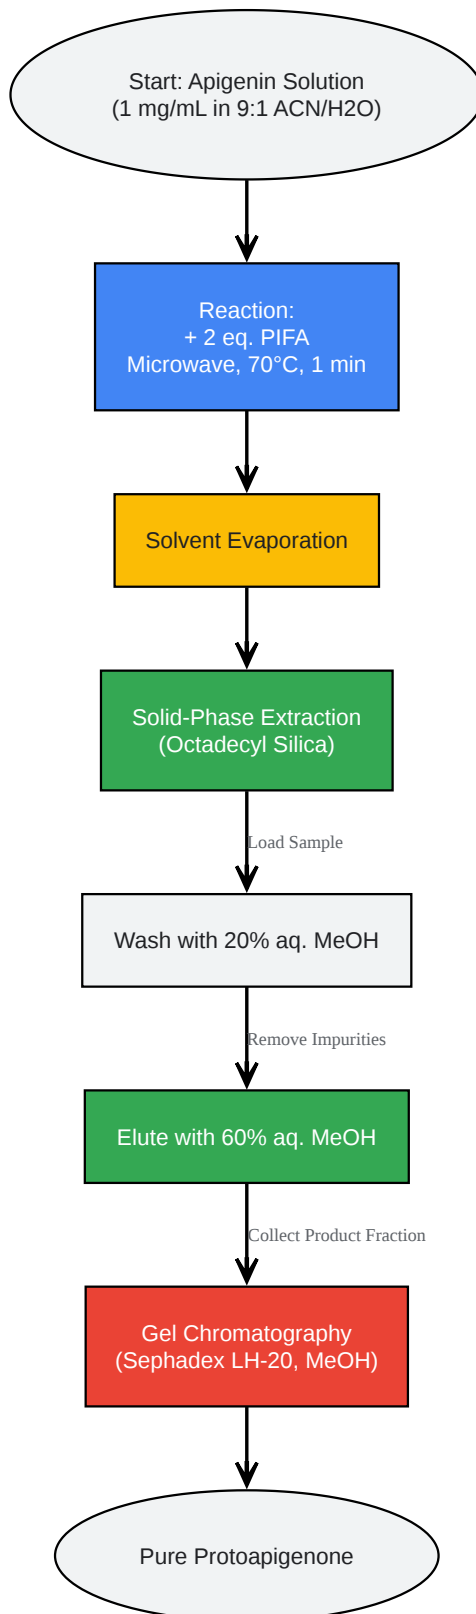 Start: Apigenin Solution
(1 mg/mL in 9:1 ACN/H2O)
Reaction:
+ 2 eq. PIFA
Microwave, 70°C, 1 min
Solvent Evaporation
Solid-Phase Extraction
(Octadecyl Silica)
Load Sample
Wash with 20% aq. MeOH
Remove Impurities
Elute with 60% aq. MeOH
Collect Product Fraction
Gel Chromatography
(Sephadex LH-20, MeOH)
Pure Protoapigenone